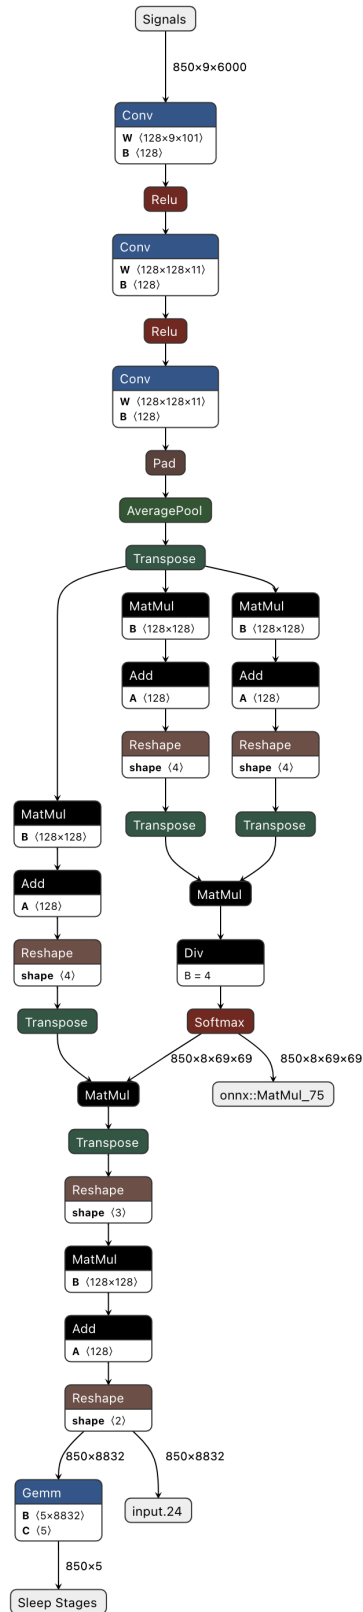 Signals
850×9×6000
Conv
W ⟨128×9×101⟩
B ⟨128⟩
Relu
Conv
W ⟨128×128×11⟩
B ⟨128⟩
Relu
Conv
W ⟨128×128×11⟩
B ⟨128⟩
Pad
AveragePool
Transpose
MatMul
B ⟨128×128⟩
MatMul
B ⟨128×128⟩
Add
A ⟨128⟩
Add
A ⟨128⟩
Reshape
shape ⟨4⟩
Reshape
shape ⟨4⟩
Transpose
Transpose
MatMul
B ⟨128×128⟩
Add
A ⟨128⟩
Reshape
shape ⟨4⟩
Transpose
MatMul
Div
B = 4
Softmax
850×8×69×69
850×8×69×69
MatMul
onnx::MatMul_75
Transpose
Reshape
shape ⟨3⟩
MatMul
B ⟨128×128⟩
Add
A ⟨128⟩
Reshape
shape ⟨2⟩
850×8832
850×8832
Gemm
B ⟨5×8832⟩
C ⟨5⟩
input.24
850×5
Sleep Stages